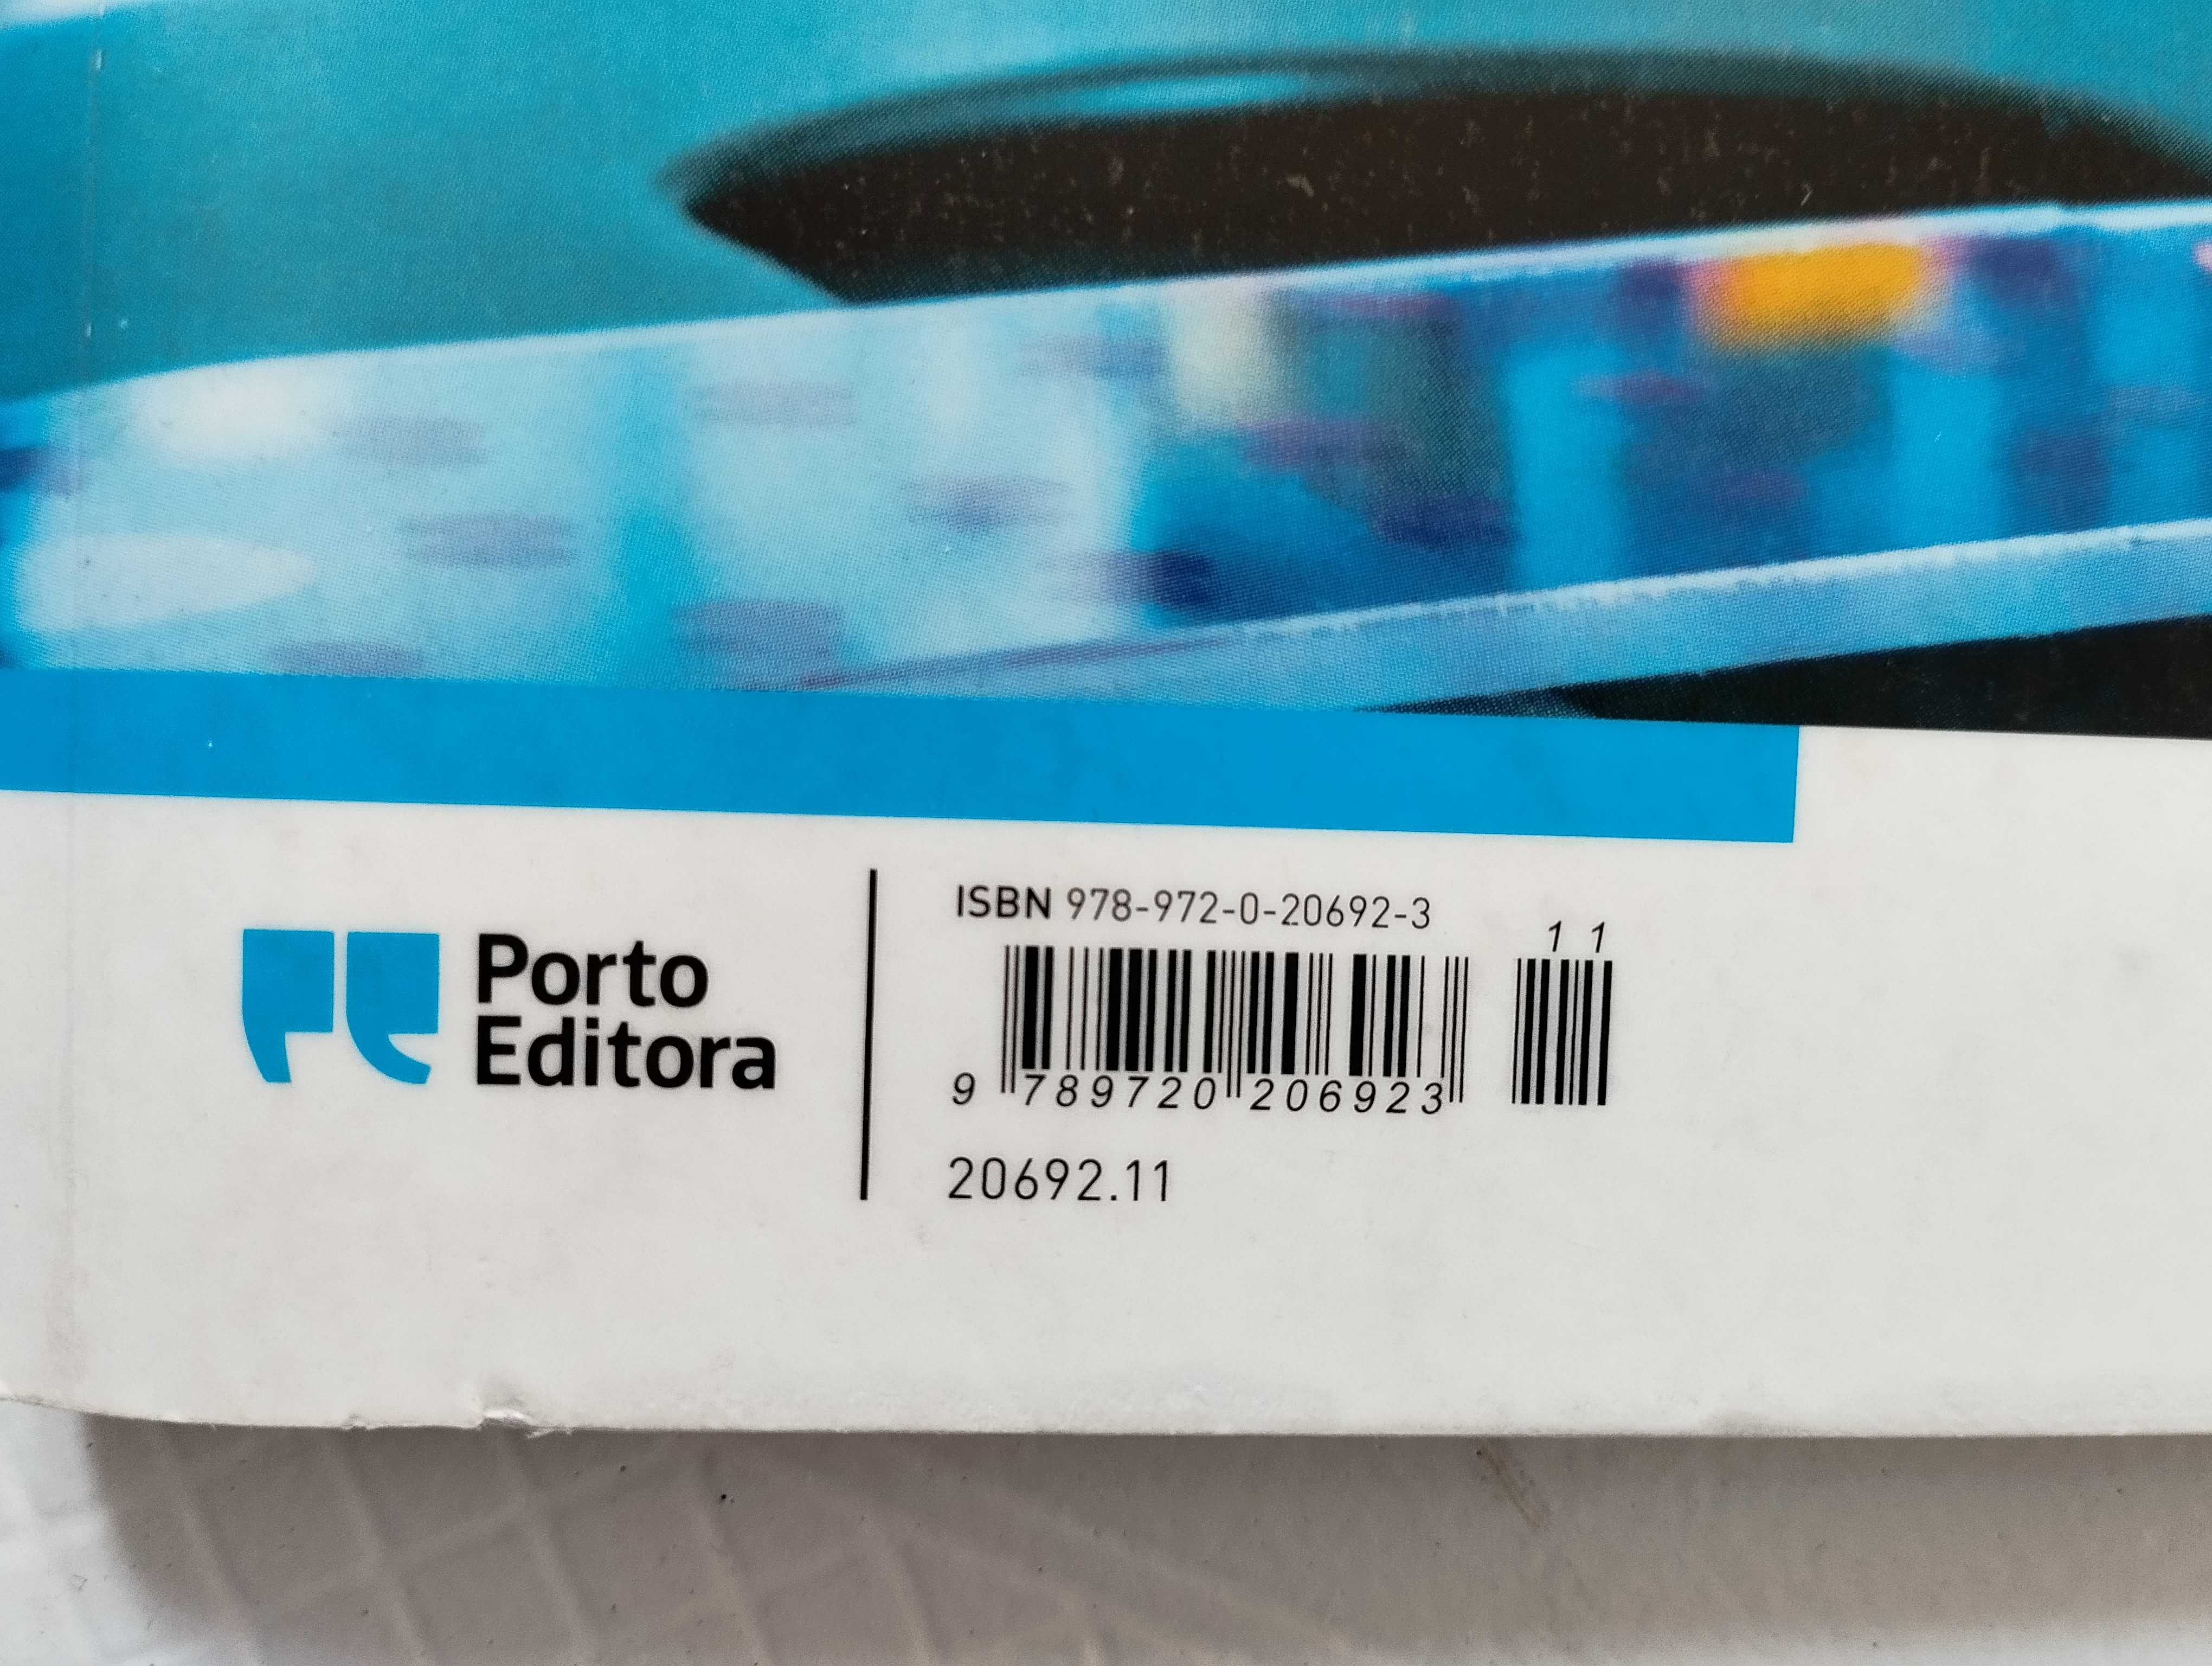 Porto
Editora
ISBN 978-972-0-20692-3
1 1
9 789720 206923
20692.11